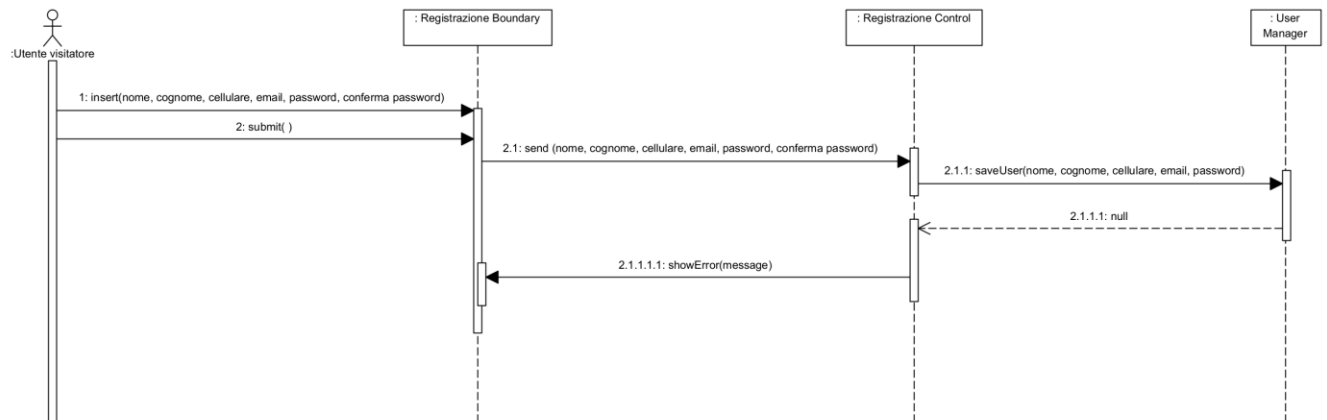 : Registrazione Boundary
: Registrazione Control
: User
Manager
:Utente visitatore
1: insert(nome, cognome, cellulare, email, password, conferma password)
2: submit( )
2.1: send (nome, cognome, cellulare, email, password, conferma password)
2.1.1: saveUser(nome, cognome, cellulare, email, password)
2.1.1.1: null
2.1.1.1.1: showError(message)